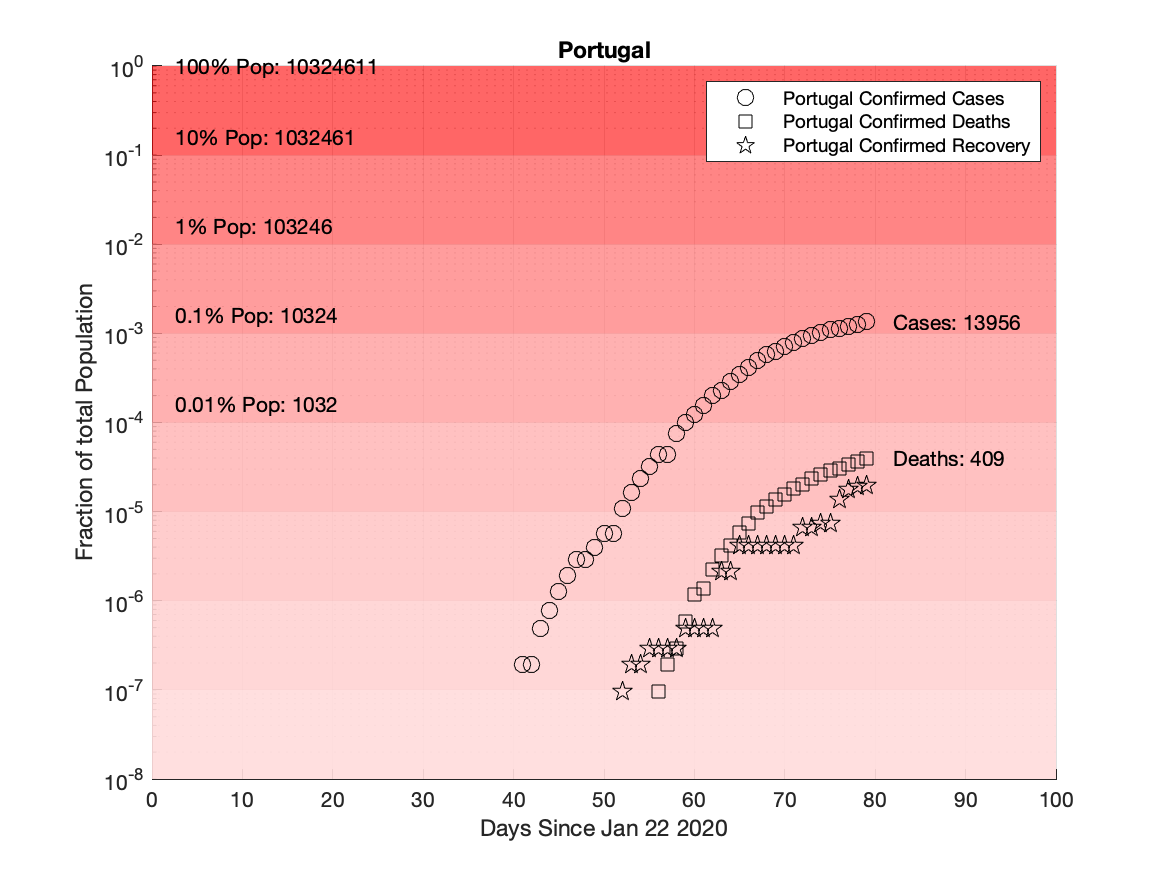 Portugal
10^0
100% Pop: 10324611
Portugal Confirmed Cases
Portugal Confirmed Deaths
Portugal Confirmed Recovery
10% Pop: 1032461
10^-1
1% Pop: 103246
10^-2
0.1% Pop: 10324
Cases: 13956
10^-3
0.01% Pop: 1032
10^-4
Deaths: 409
10^-5
10^-6
10^-7
10^-8
Fraction of total Population
0 10 20 30 40 50 60 70 80 90 100
Days Since Jan 22 2020